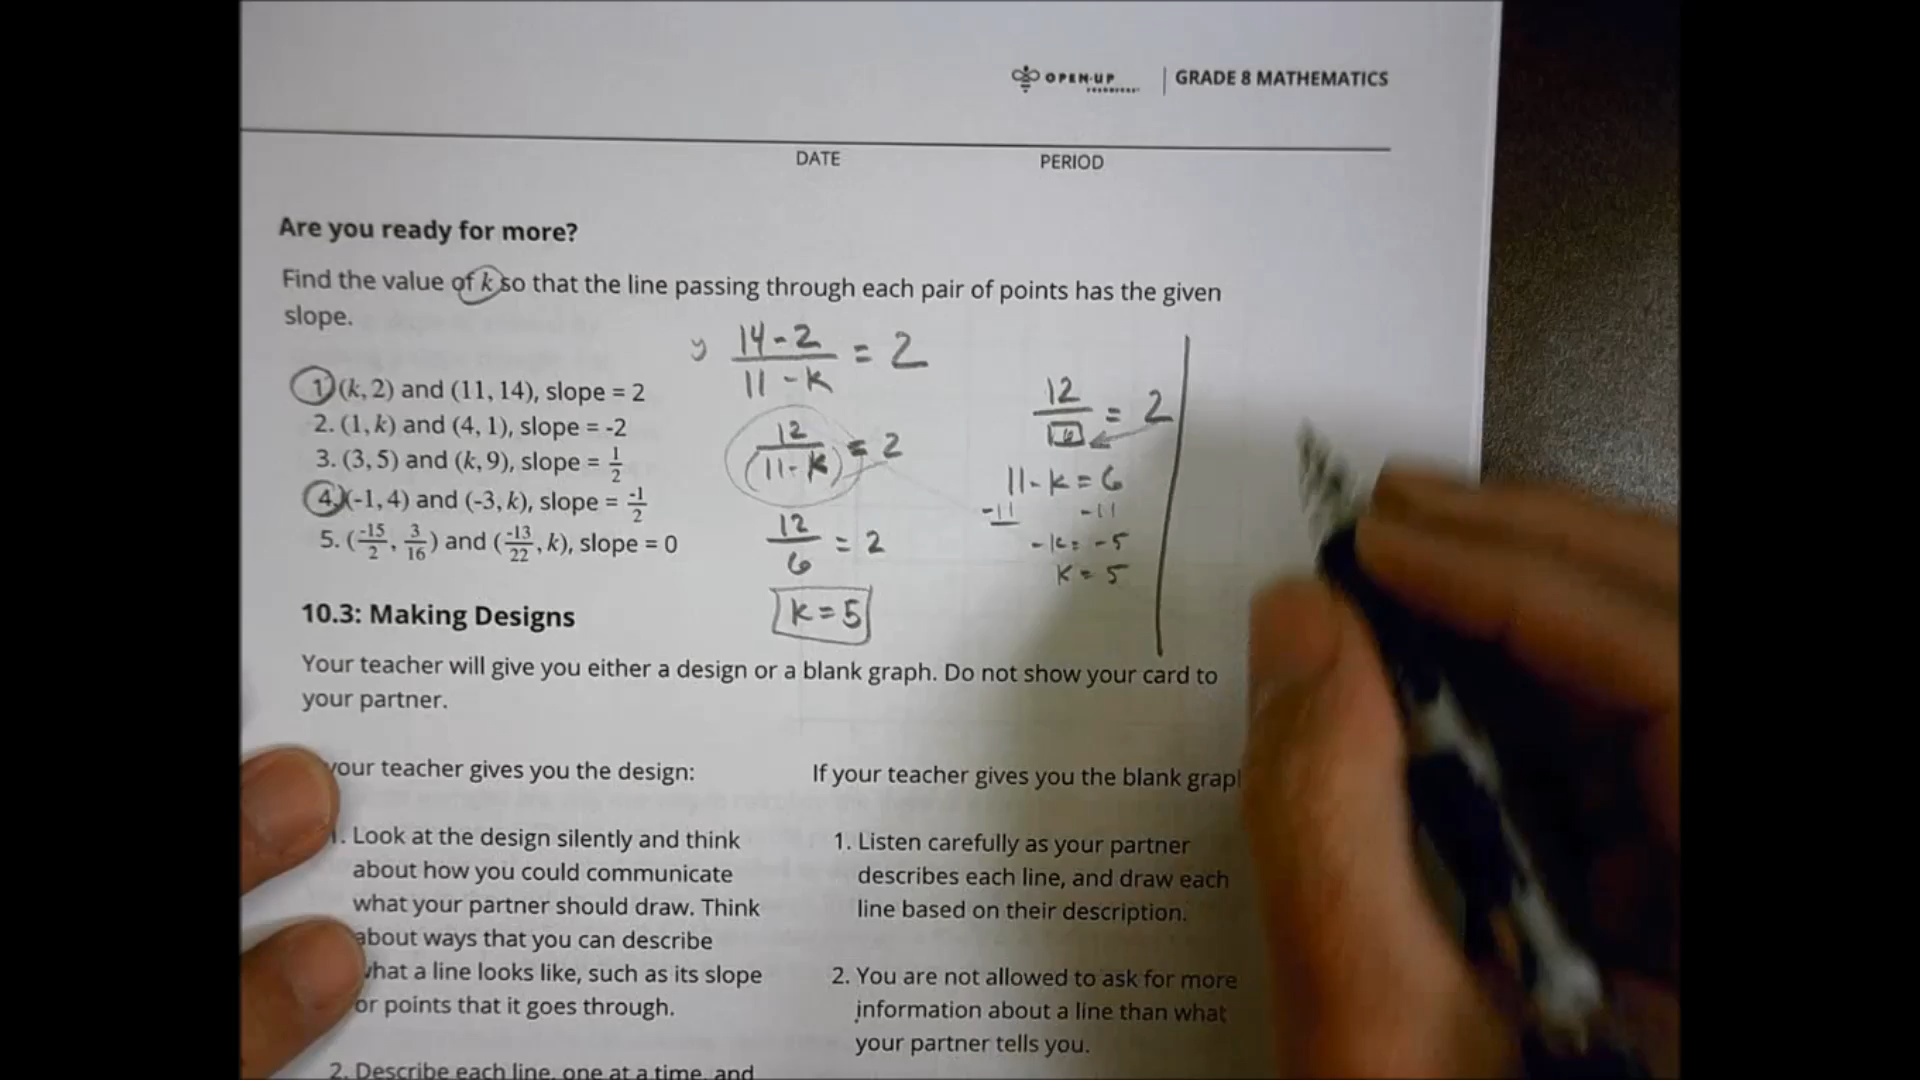 OPEN-UP
RESOURCES
GRADE 8 MATHEMATICS
DATE PERIOD
Are you ready for more?
Find the value of k so that the line passing through each pair of points has the given
slope.
1. (k, 2) and (11, 14), slope = 2
2. (1, k) and (4, 1), slope = -2
3. (3, 5) and (k, 9), slope = 1/2
4. (-1, 4) and (-3, k), slope = -1/2
5. (-15/2, 3/16) and (-13/22, k), slope = 0
14 - 2 / 11 - k = 2
12 / (11 - k) = 2
12 / 6 = 2
k = 5
12 / 6 = 2
11 - k = 6
-11 -11
-k = -5
k = 5
10.3: Making Designs
Your teacher will give you either a design or a blank graph. Do not show your card to
your partner.
your teacher gives you the design:
1. Look at the design silently and think
about how you could communicate
what your partner should draw. Think
about ways that you can describe
what a line looks like, such as its slope
or points that it goes through.
2. Describe each line, one at a time, and
If your teacher gives you the blank grap
1. Listen carefully as your partner
describes each line, and draw each
line based on their description.
2. You are not allowed to ask for more
information about a line than what
your partner tells you.